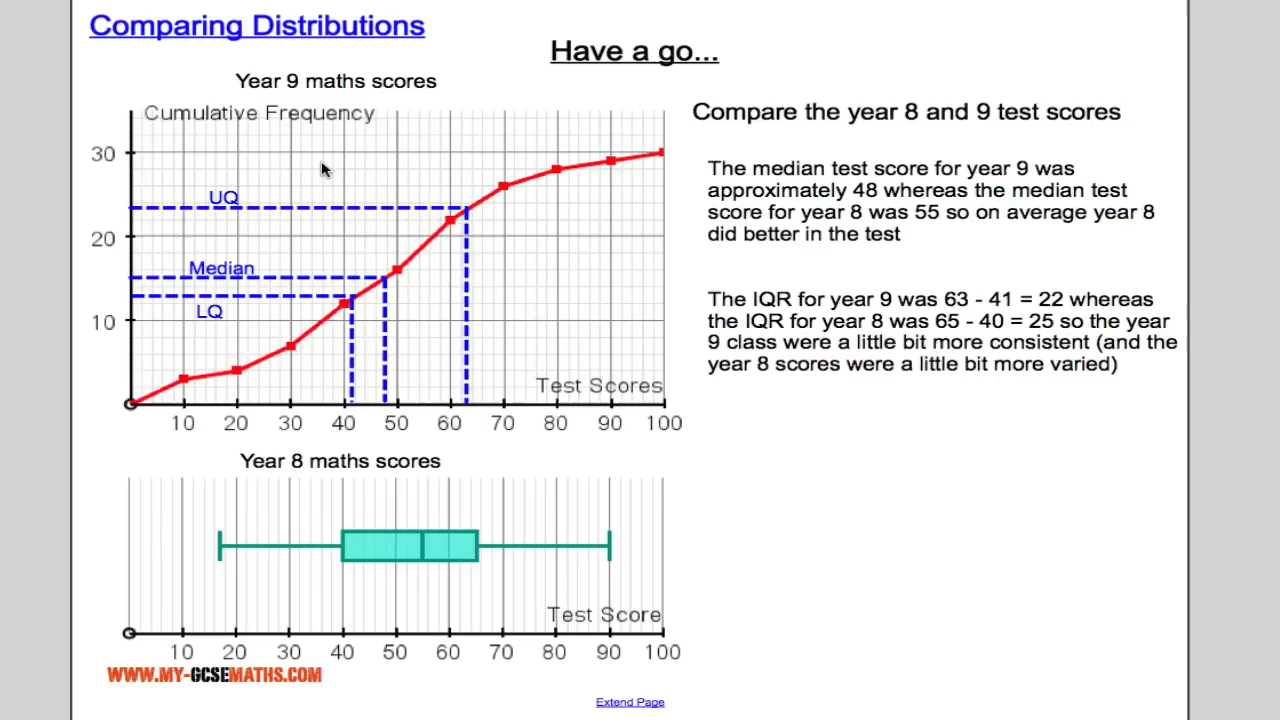 Comparing Distributions
Have a go...
Year 9 maths scores
Cumulative Frequency
30
20
10
UQ
Median
LQ
Test Scores
10 20 30 40 50 60 70 80 90 100
Compare the year 8 and 9 test scores
The median test score for year 9 was
approximately 48 whereas the median test
score for year 8 was 55 so on average year 8
did better in the test
The IQR for year 9 was 63 - 41 = 22 whereas
the IQR for year 8 was 65 - 40 = 25 so the year
9 class were a little bit more consistent (and the
year 8 scores were a little bit more varied)
Year 8 maths scores
Test Score
10 20 30 40 50 60 70 80 90 100
WWW.MY-GCSEMATHS.COM
Extend Page